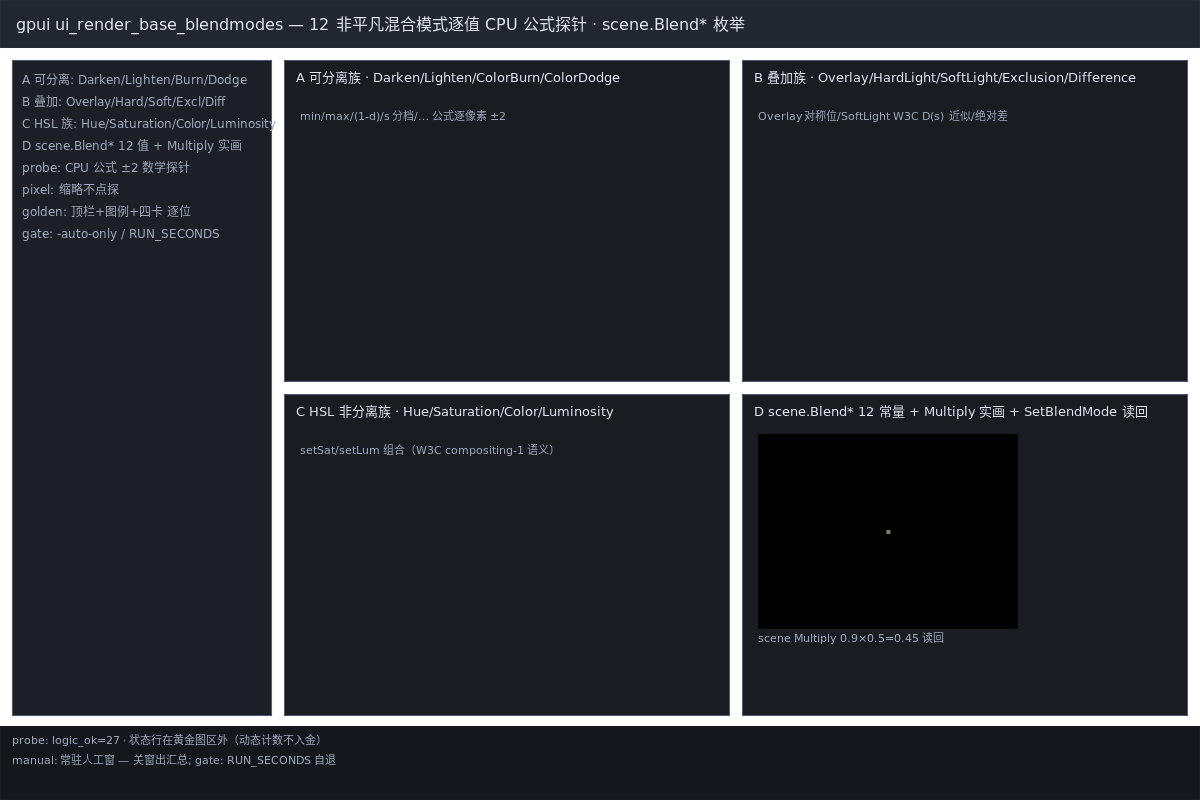 gpui ui_render_base_blendmodes — 12 非平凡混合模式逐值 CPU 公式探针 · scene.Blend* 枚举
A 可分离: Darken/Lighten/Burn/Dodge
B 叠加: Overlay/Hard/Soft/Excl/Diff
C HSL 族: Hue/Saturation/Color/Luminosity
D scene.Blend* 12 值 + Multiply 实画
probe: CPU 公式 ±2 数学探针
pixel: 缩略不点探
golden: 顶栏+图例+四卡 逐位
gate: -auto-only / RUN_SECONDS
A 可分离族 · Darken/Lighten/ColorBurn/ColorDodge
min/max/(1-d)/s 分档/… 公式逐像素 ±2
B 叠加族 · Overlay/HardLight/SoftLight/Exclusion/Difference
Overlay 对称位/SoftLight W3C D(s) 近似/绝对差
C HSL 非分离族 · Hue/Saturation/Color/Luminosity
setSat/setLum 组合（W3C compositing-1 语义）
D scene.Blend* 12 常量 + Multiply 实画 + SetBlendMode 读回
scene Multiply 0.9×0.5=0.45 读回
probe: logic_ok=27 · 状态行在黄金图区外（动态计数不入金）
manual: 常驻人工窗 — 关窗出汇总; gate: RUN_SECONDS 自退